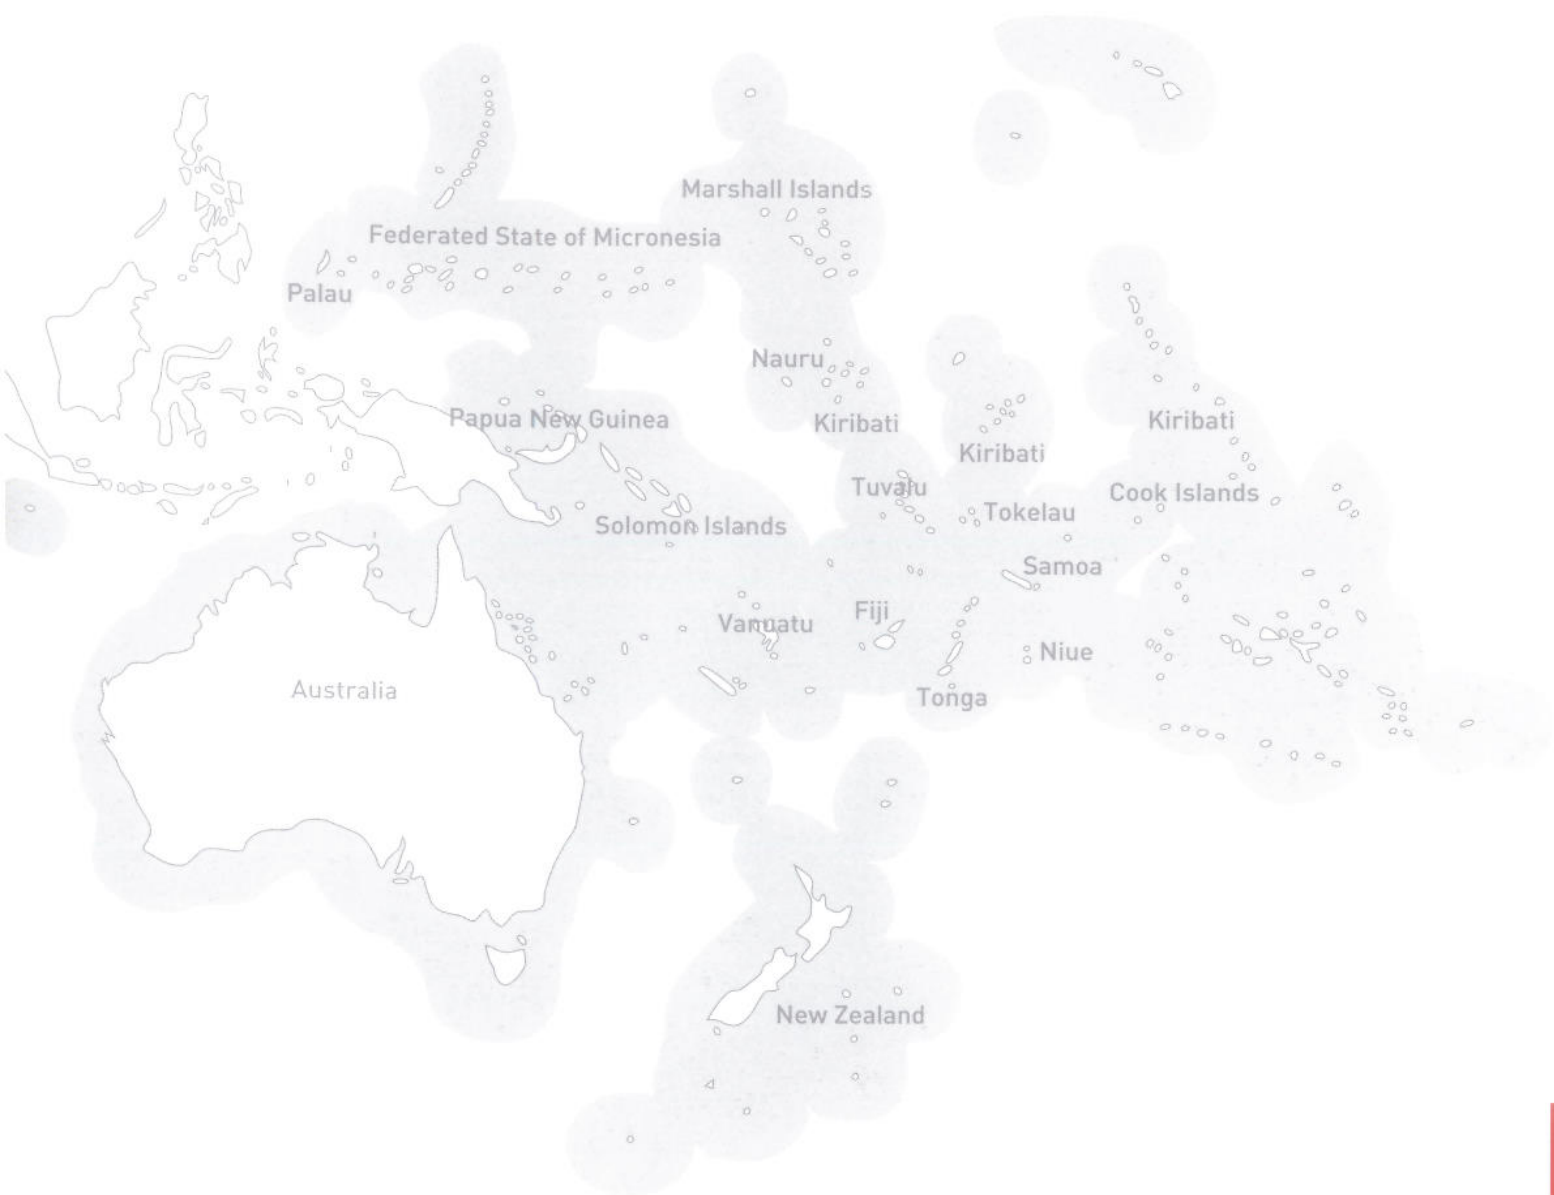 Marshall Islands
Federated State of Micronesia
Palau
Nauru
Papua New Guinea
Kiribati
Kiribati
Kiribati
Tuvalu
Cook Islands
Tokelau
Solomon Islands
Samoa
Fiji
Vanuatu
Niue
Australia
Tonga
New Zealand